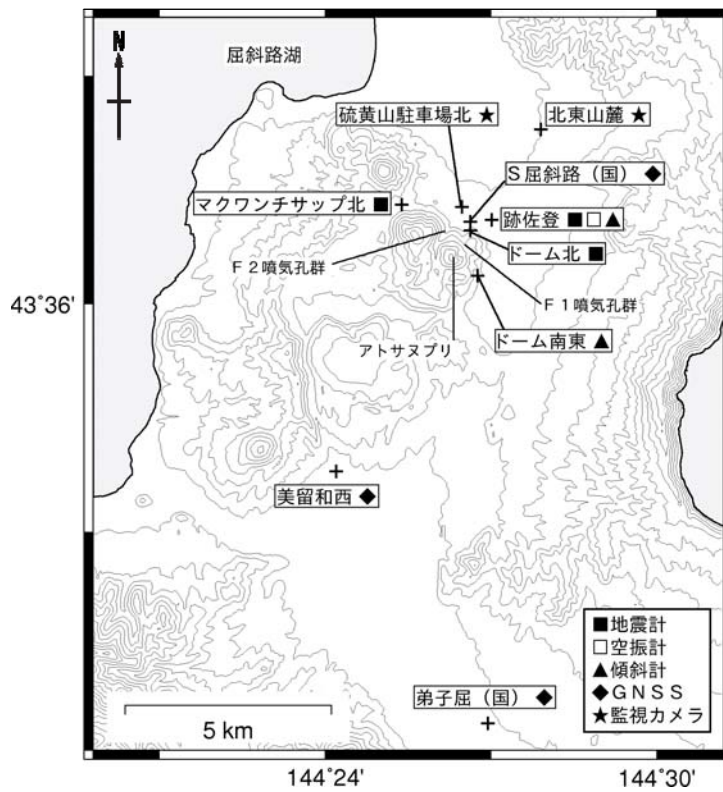 N
屈斜路湖
硫黄山駐車場北 ★
北東山麓 ★
S屈斜路（国） ◆
マクワンチサップ北 ■
跡佐登 ■ □ ▲
ドーム北 ■
F2噴気孔群
F1噴気孔群
43°36'
アトサヌプリ
ドーム南東 ▲
美留和西 ◆
■地震計
□空振計
▲傾斜計
◆GNSS
★監視カメラ
弟子屈（国） ◆
5 km
144°24'
144°30'